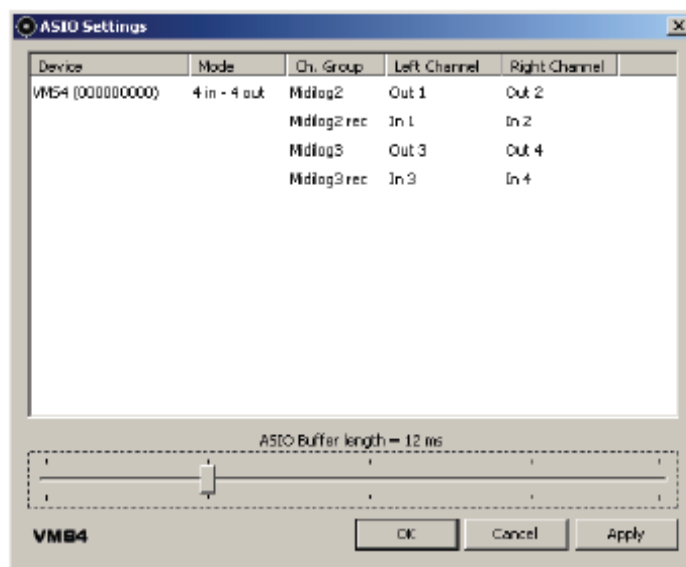 ASIO Settings
Device Mode Ch. Group Left Channel Right Channel
VMS4 (000000000) 4 in - 4 out Midilog2 Out 1 Out 2
Midilog2 rec In 1 In 2
Midilog3 Out 3 Out 4
Midilog3 rec In 3 In 4
ASIO Buffer length = 12 ms
VMS4 OK Cancel Apply